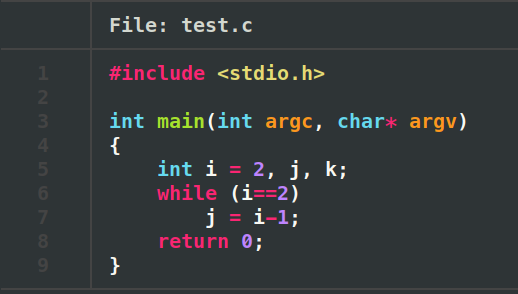 File: test.c
1 #include <stdio.h>
2
3 int main(int argc, char* argv)
4 {
5     int i = 2, j, k;
6     while (i==2)
7         j = i-1;
8     return 0;
9 }